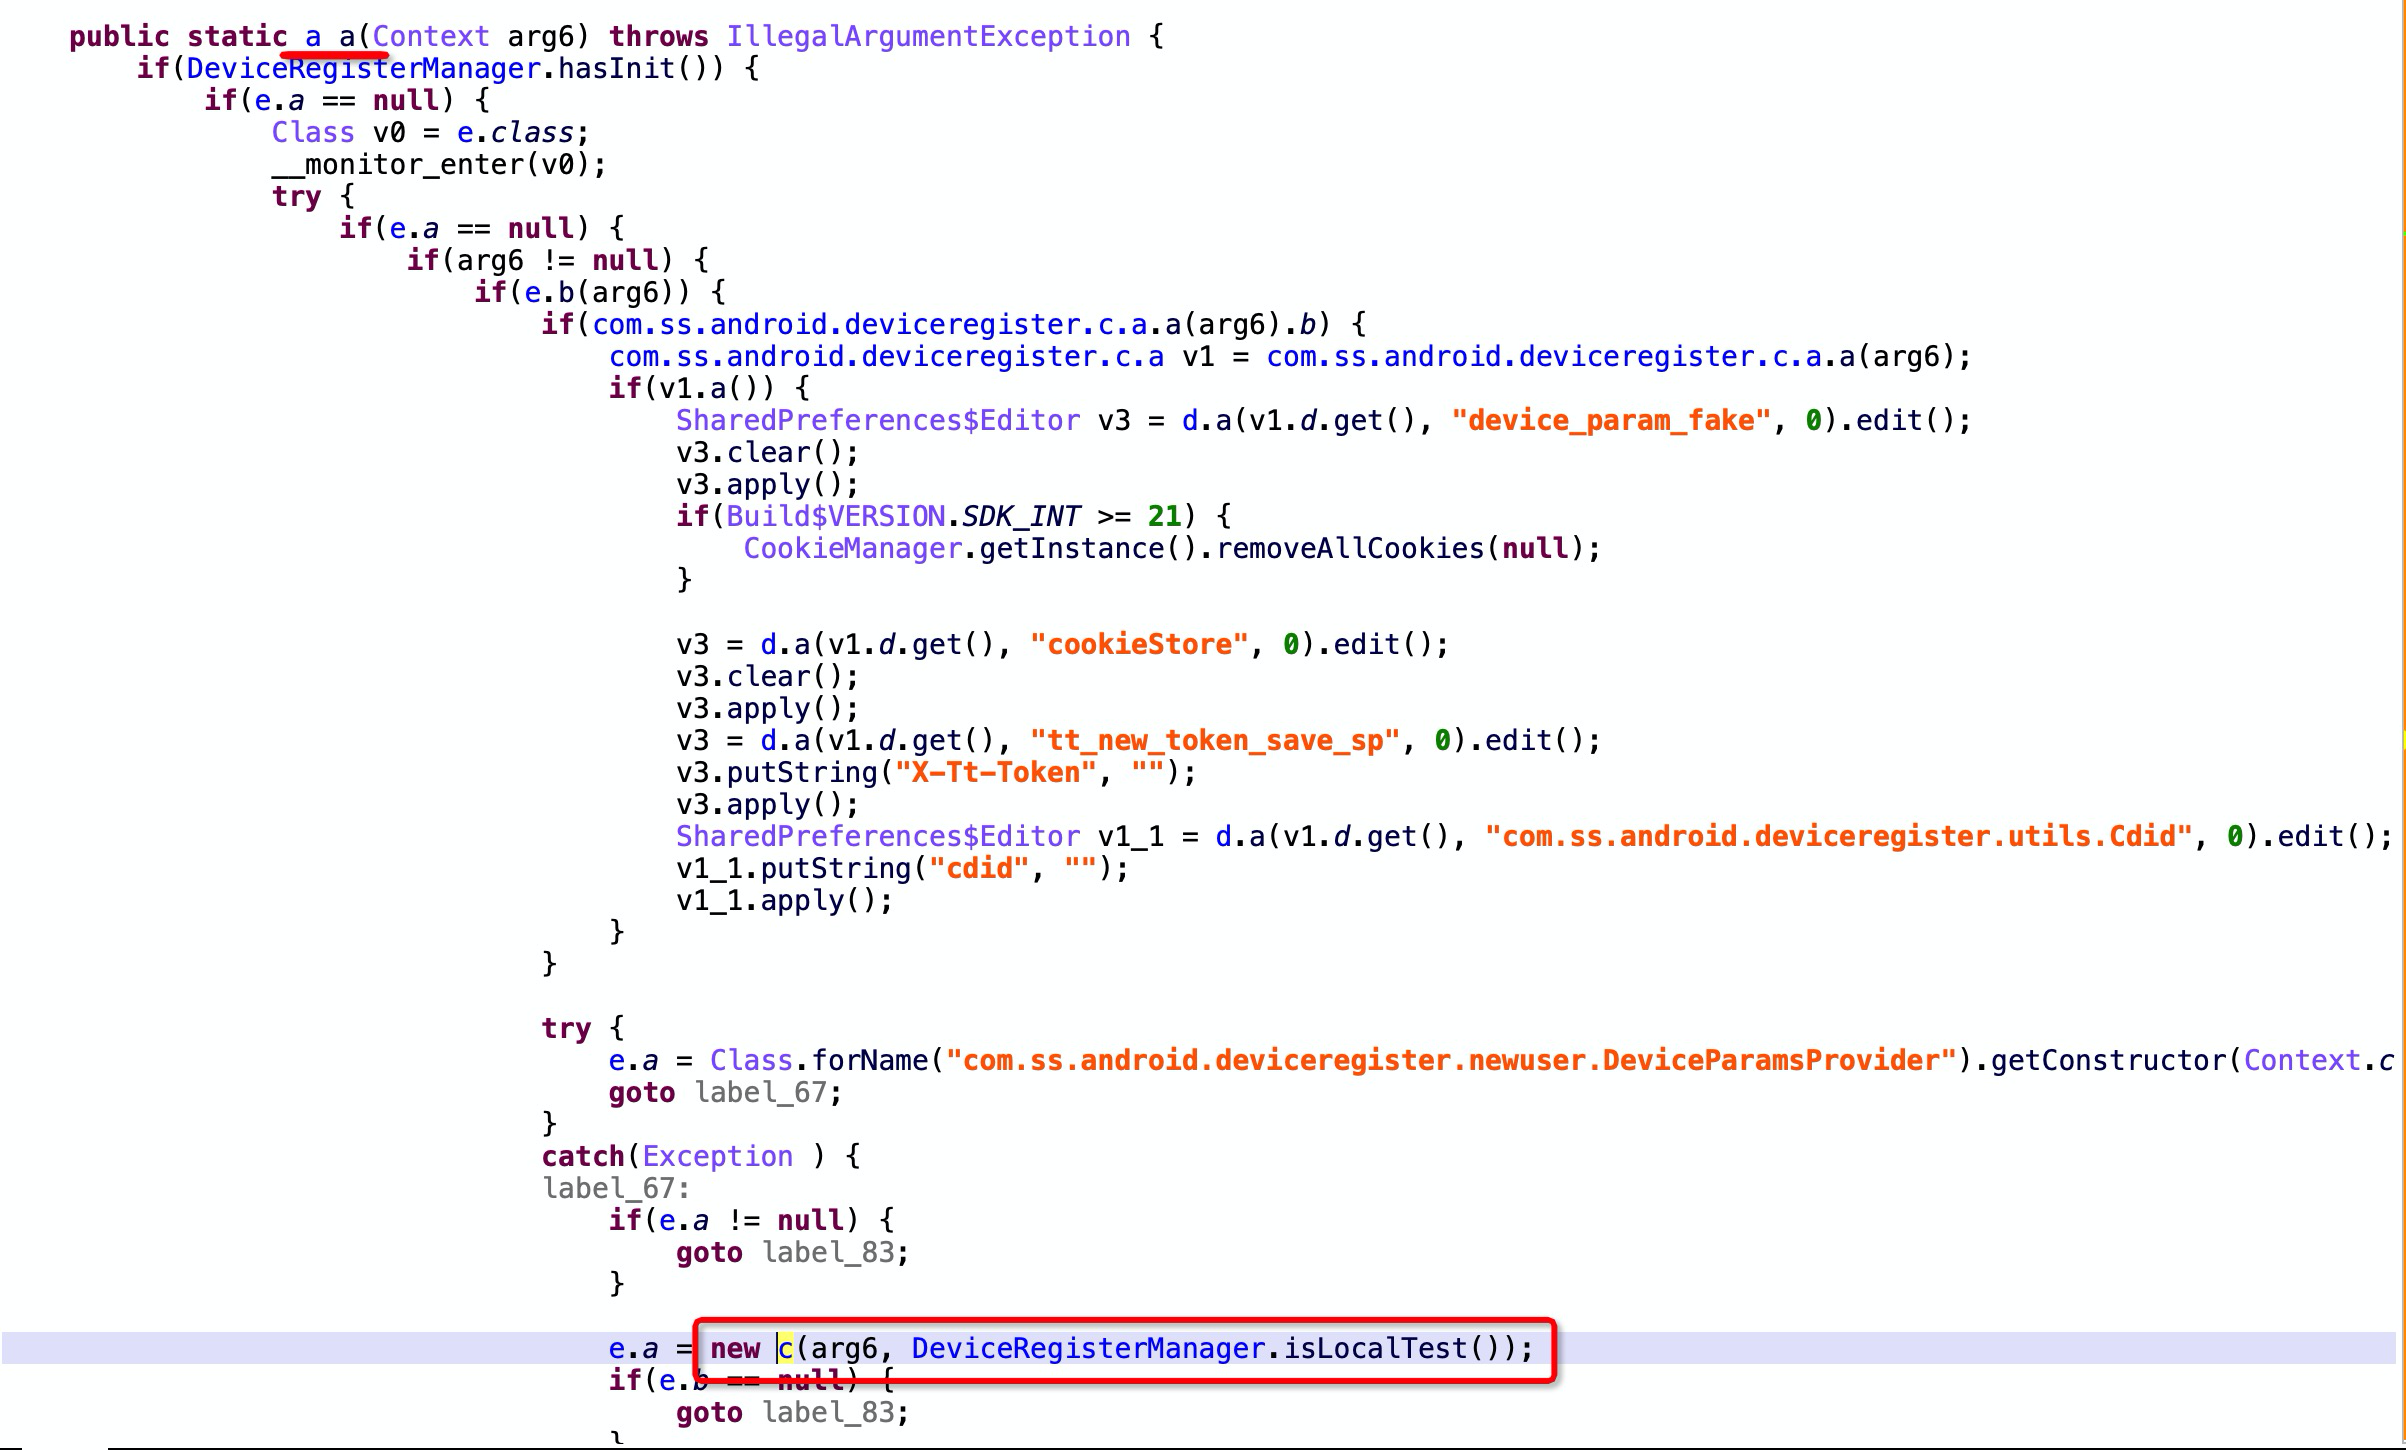 public static a a(Context arg6) throws IllegalArgumentException {
if(DeviceRegisterManager.hasInit()) {
if(e.a == null) {
Class v0 = e.class;
__monitor_enter(v0);
try {
if(e.a == null) {
if(arg6 != null) {
if(e.b(arg6)) {
if(com.ss.android.deviceregister.c.a.a(arg6).b) {
com.ss.android.deviceregister.c.a v1 = com.ss.android.deviceregister.c.a.a(arg6);
if(v1.a()) {
SharedPreferences$Editor v3 = d.a(v1.d.get(), "device_param_fake", 0).edit();
v3.clear();
v3.apply();
if(Build$VERSION.SDK_INT >= 21) {
CookieManager.getInstance().removeAllCookies(null);
}
v3 = d.a(v1.d.get(), "cookieStore", 0).edit();
v3.clear();
v3.apply();
v3 = d.a(v1.d.get(), "tt_new_token_save_sp", 0).edit();
v3.putString("X-Tt-Token", "");
v3.apply();
SharedPreferences$Editor v1_1 = d.a(v1.d.get(), "com.ss.android.deviceregister.utils.Cdid", 0).edit();
v1_1.putString("cdid", "");
v1_1.apply();
}
}
try {
e.a = Class.forName("com.ss.android.deviceregister.newuser.DeviceParamsProvider").getConstructor(Context.c
goto label_67;
}
catch(Exception ) {
label_67:
if(e.a != null) {
goto label_83;
}
e.a = new c(arg6, DeviceRegisterManager.isLocalTest());
if(e.b == null) {
goto label_83;
}